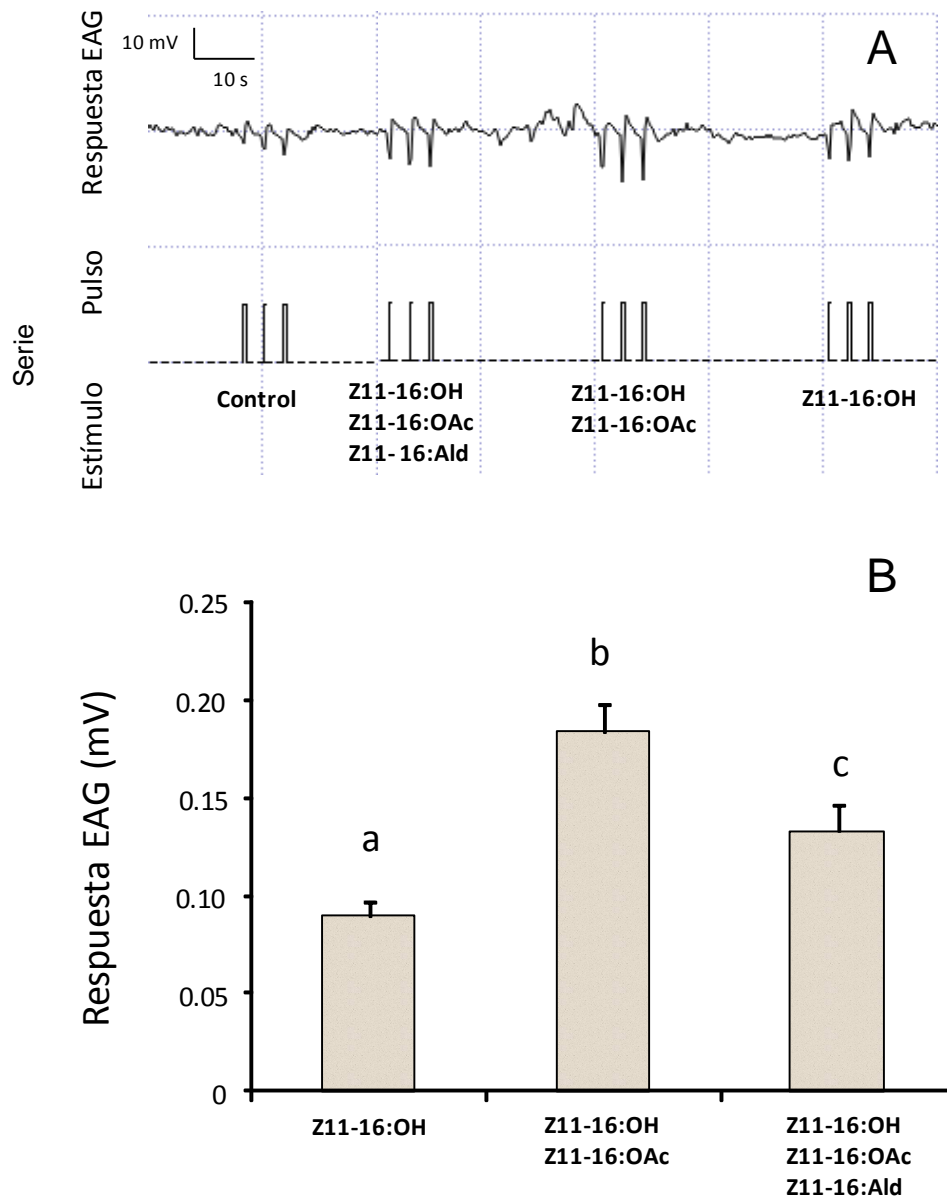 A
Respuesta EAG
10 mV
10 s
Serie
Pulso
Estímulo
Control
Z11-16:OH
Z11-16:OAc
Z11- 16:Ald
Z11-16:OH
Z11-16:OAc
Z11-16:OH
B
Respuesta EAG (mV)
0.25
0.20
0.15
0.10
0.05
0
a
b
c
Z11-16:OH
Z11-16:OH
Z11-16:OAc
Z11-16:OH
Z11-16:OAc
Z11-16:Ald